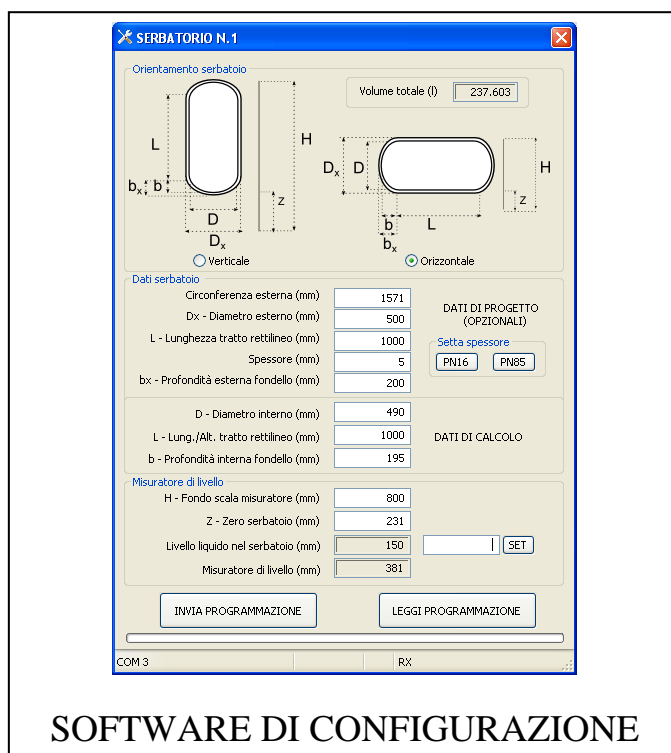 SERBATORIO N.1
Orientamento serbatoio
Volume totale (l) 237.603
L
H
bx b
z
D
Dx
Dx D
H
z
b L
bx
Verticale
Orizzontale
Dati serbatoio
Circonferenza esterna (mm) 1571
Dx - Diametro esterno (mm) 500
L - Lunghezza tratto rettilineo (mm) 1000
Spessore (mm) 5
bx - Profondità esterna fondello (mm) 200
DATI DI PROGETTO
(OPZIONALI)
Setta spessore
PN16 PN85
D - Diametro interno (mm) 490
L - Lung./Alt. tratto rettilineo (mm) 1000
b - Profondità interna fondello (mm) 195
DATI DI CALCOLO
Misuratore di livello
H - Fondo scala misuratore (mm) 800
Z - Zero serbatoio (mm) 231
Livello liquido nel serbatoio (mm) 150 SET
Misuratore di livello (mm) 381
INVIA PROGRAMMAZIONE LEGGI PROGRAMMAZIONE
COM 3 RX
SOFTWARE DI CONFIGURAZIONE